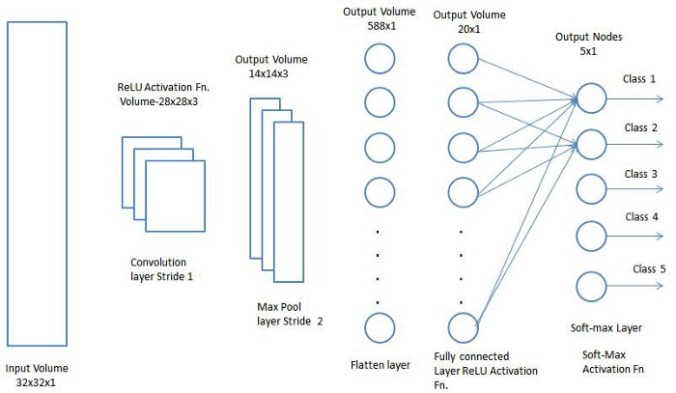 Input Volume
32x32x1
ReLU Activation Fn.
Volume-28x28x3
Convolution
layer Stride 1
Output Volume
14x14x3
Max Pool
layer Stride 2
Output Volume
588x1
Flatten layer
Output Volume
20x1
Fully connected
Layer ReLU Activation
Fn.
Output Nodes
5x1
Class 1
Class 2
Class 3
Class 4
Class 5
Soft-max Layer
Soft-Max
Activation Fn